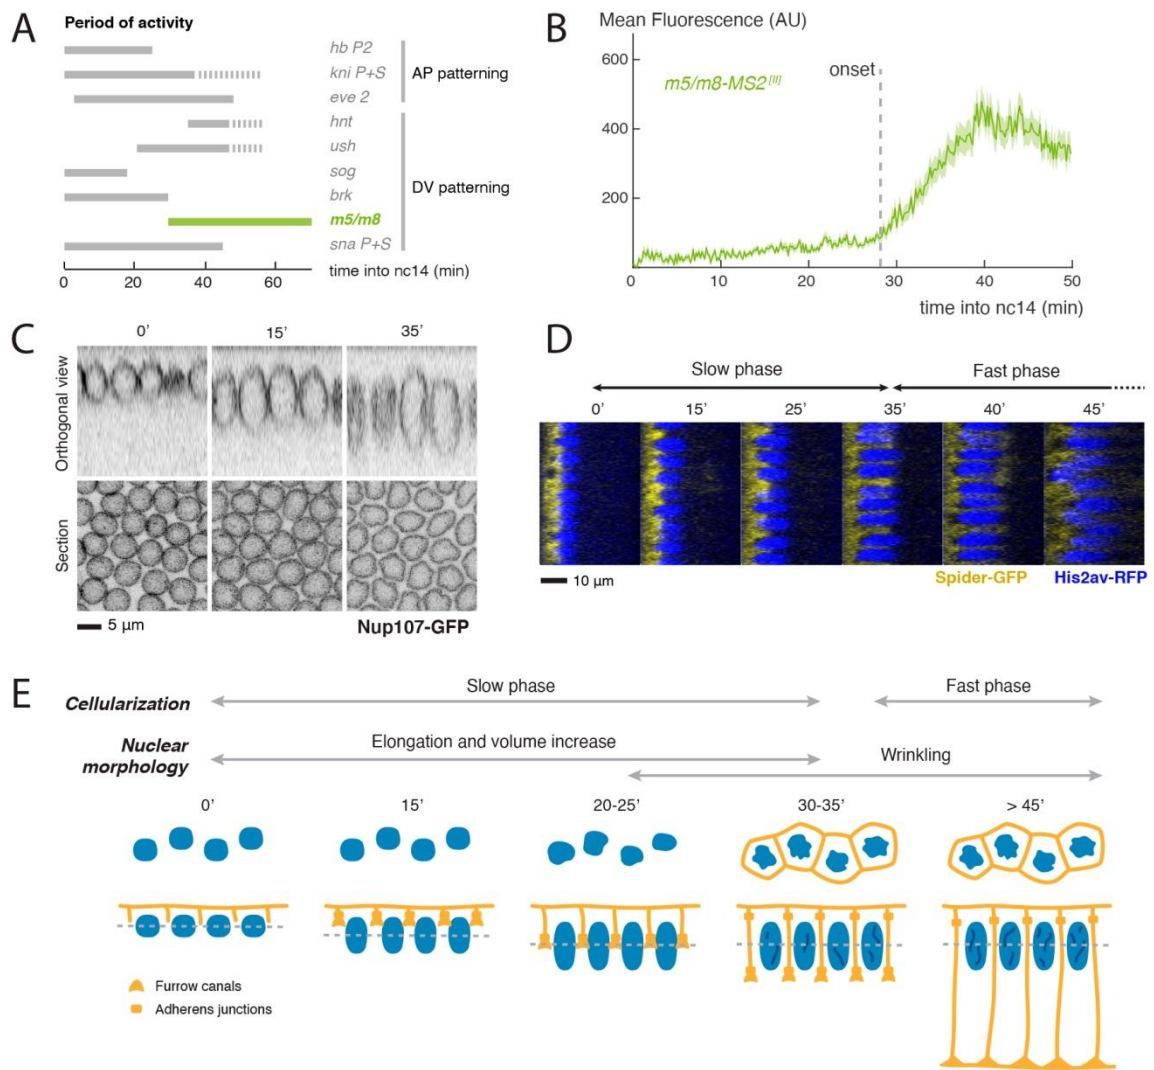 A
Period of activity
hb P2
kni P+S
eve 2
AP patterning
hnt
ush
sog
brk
m5/m8
sna P+S
DV patterning
0 20 40 60
time into nc14 (min)
B
Mean Fluorescence (AU)
600
400
200
0
m5/m8-MS2[II]
onset
0 10 20 30 40 50
time into nc14 (min)
C
0’ 15’ 35’
Orthogonal view
Section
5 µm
Nup107-GFP
D
Slow phase Fast phase
0’ 15’ 25’ 35’ 40’ 45’
10 µm
Spider-GFP His2av-RFP
E
Cellularization
Slow phase Fast phase
Nuclear
morphology
Elongation and volume increase
Wrinkling
0’ 15’ 20-25’ 30-35’ > 45’
Furrow canals
Adherens junctions